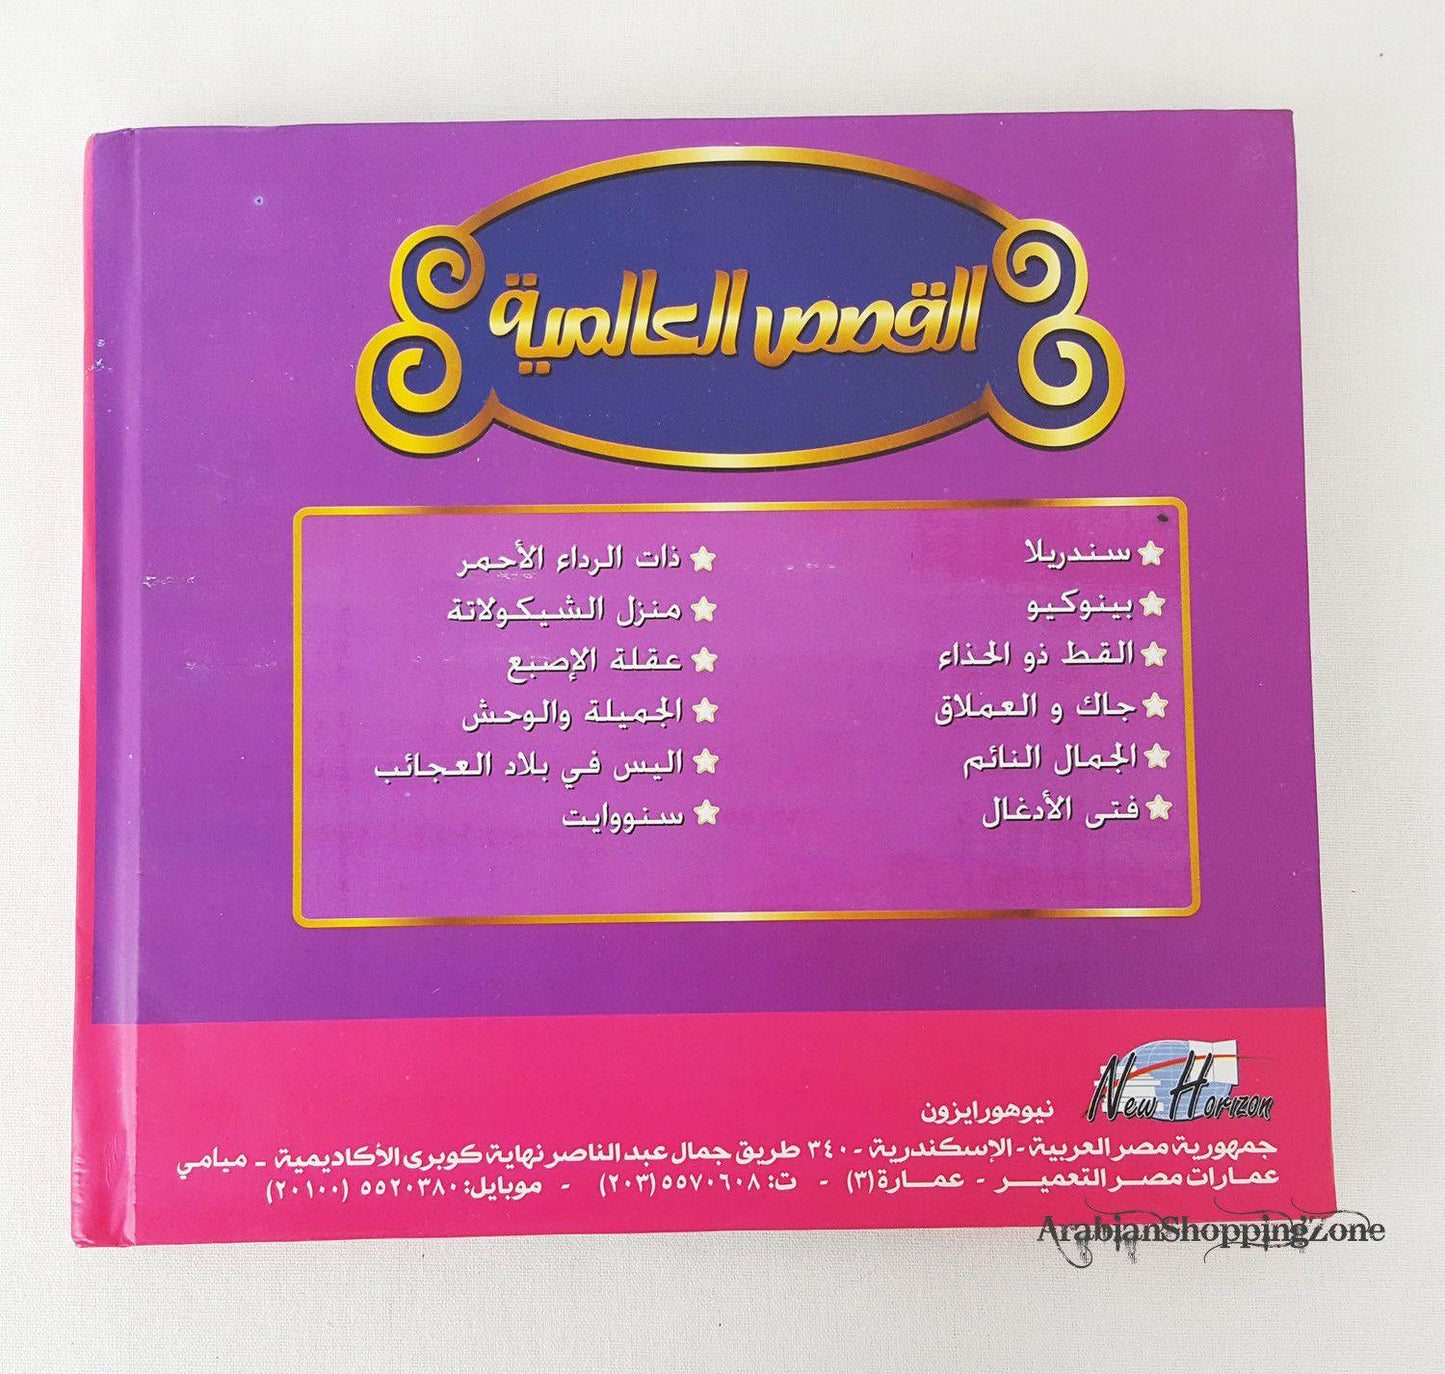 القصص العالمية
سندريلا
بينوكيو
القط ذو الحذاء
جاك و العملاق
الجمال النائم
فتى الأدغال
ذات الرداء الأحمر
منزل الشيكولاتة
عقلة الإصبع
الجميلة والوحش
اليس في بلاد العجائب
سنووايت
New Horizon
نيوهورايزون
جمهورية مصر العربية - الإسكندرية - ٣٤٠ طريق جمال عبد الناصر نهاية كوبرى الأكاديمية - ميامي
عمارات مصر التعمير - عمارة (٣) - ت: ٥٥٧٠٦٠٨ (٢٠٣) - موبايل: ٥٥٢٠٣٨٠ (٢٠١٠٠)
ArabianShoppingZone